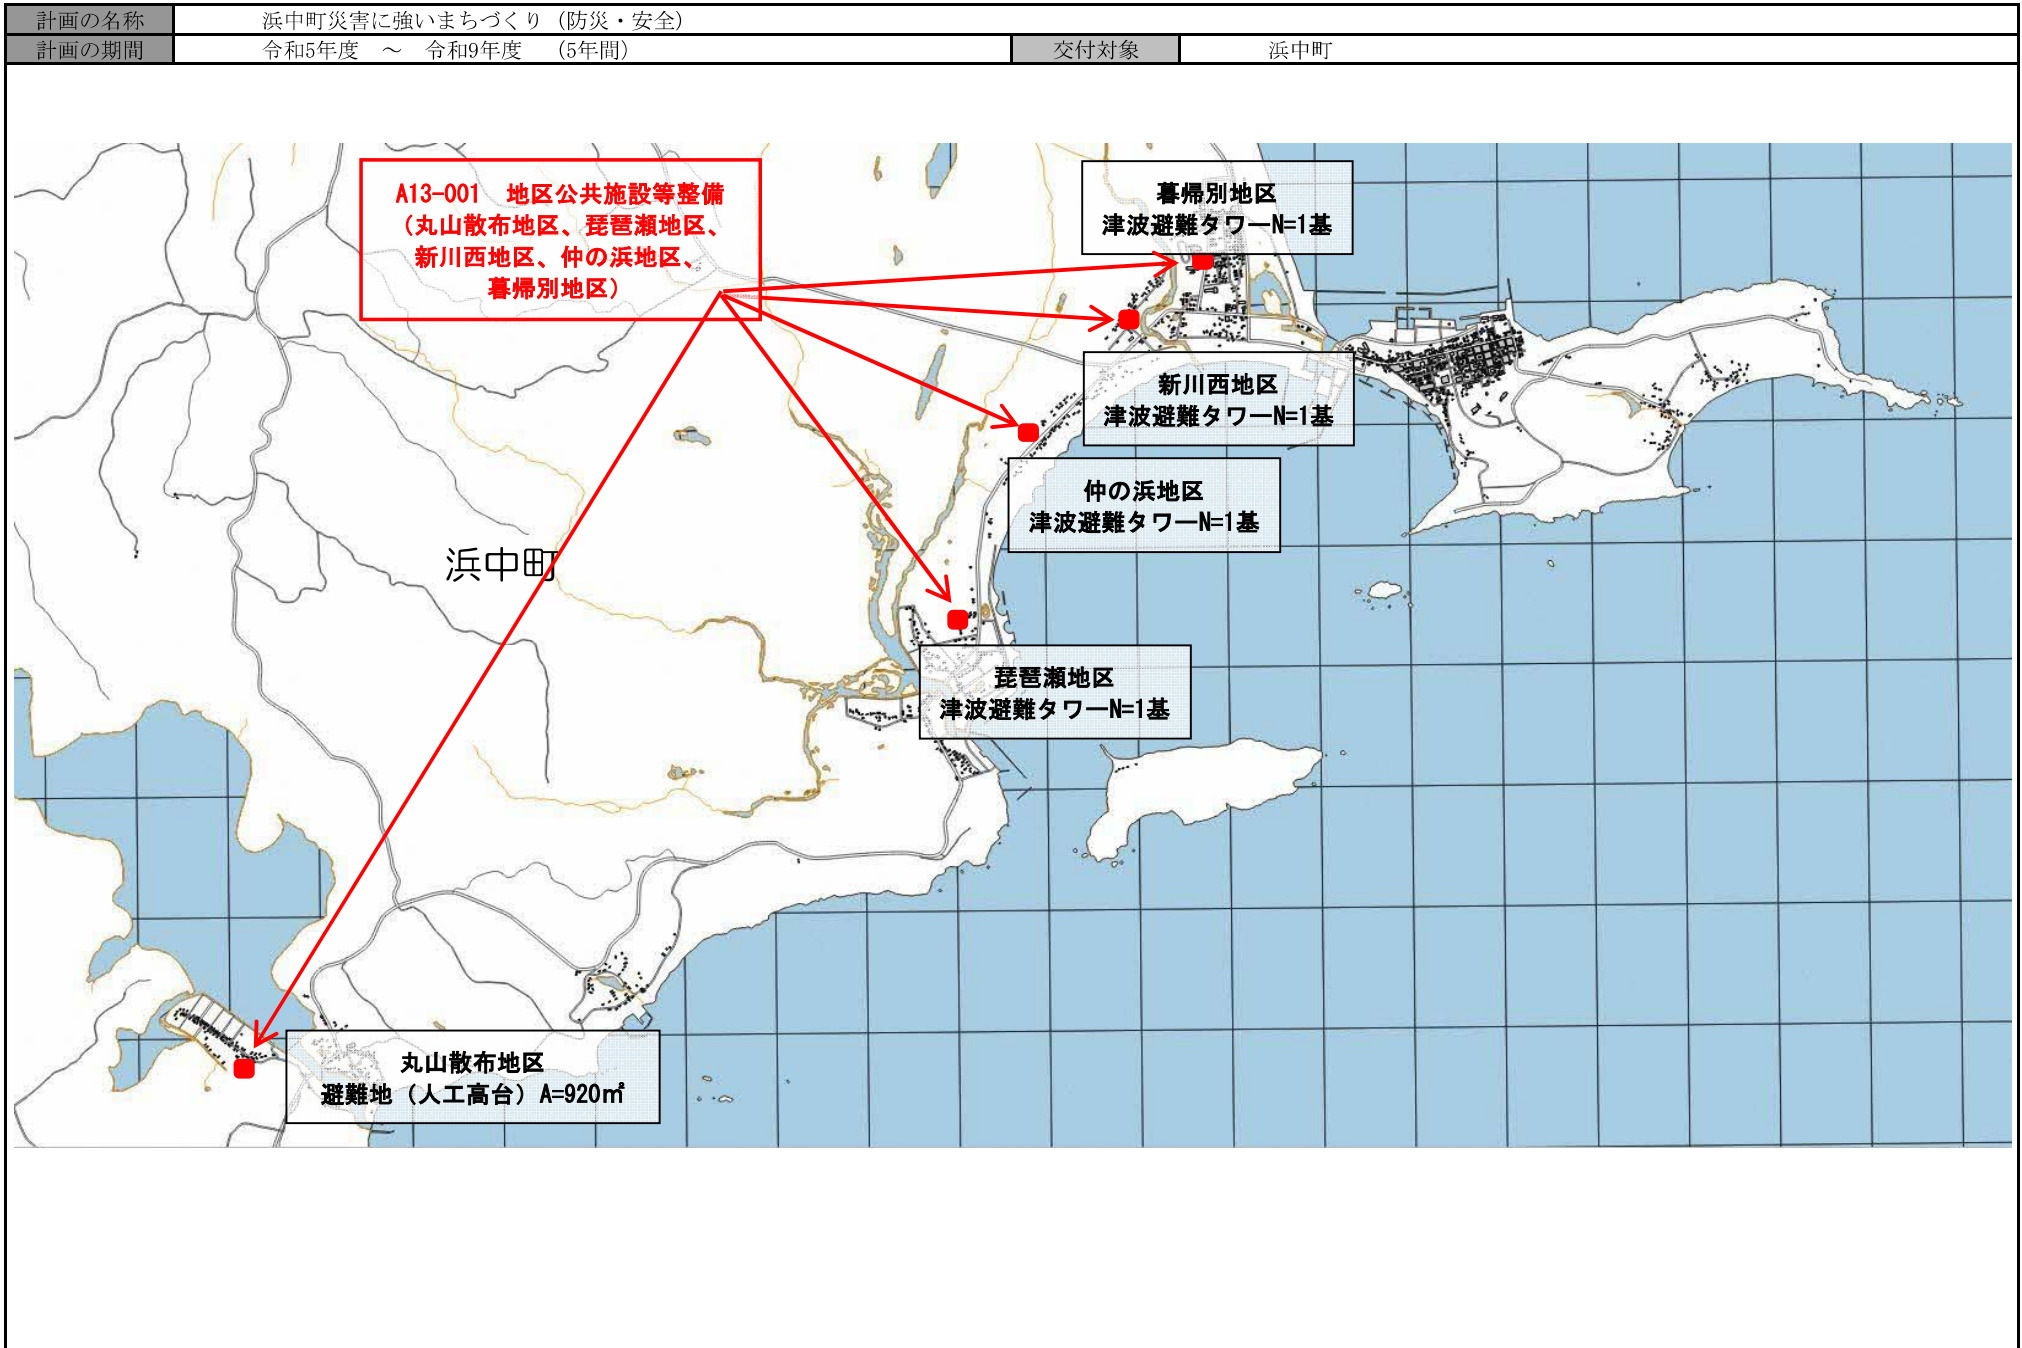 計画の名称 浜中町災害に強いまちづくり（防災・安全）
計画の期間 令和5年度 ～ 令和9年度 （5年間） 交付対象 浜中町
A13-001 地区公共施設等整備
（丸山散布地区、琵琶瀬地区、
新川西地区、仲の浜地区、
暮帰別地区）
暮帰別地区
津波避難タワーN=1基
新川西地区
津波避難タワーN=1基
仲の浜地区
津波避難タワーN=1基
浜中町
琵琶瀬地区
津波避難タワーN=1基
丸山散布地区
避難地（人工高台）A=920㎡